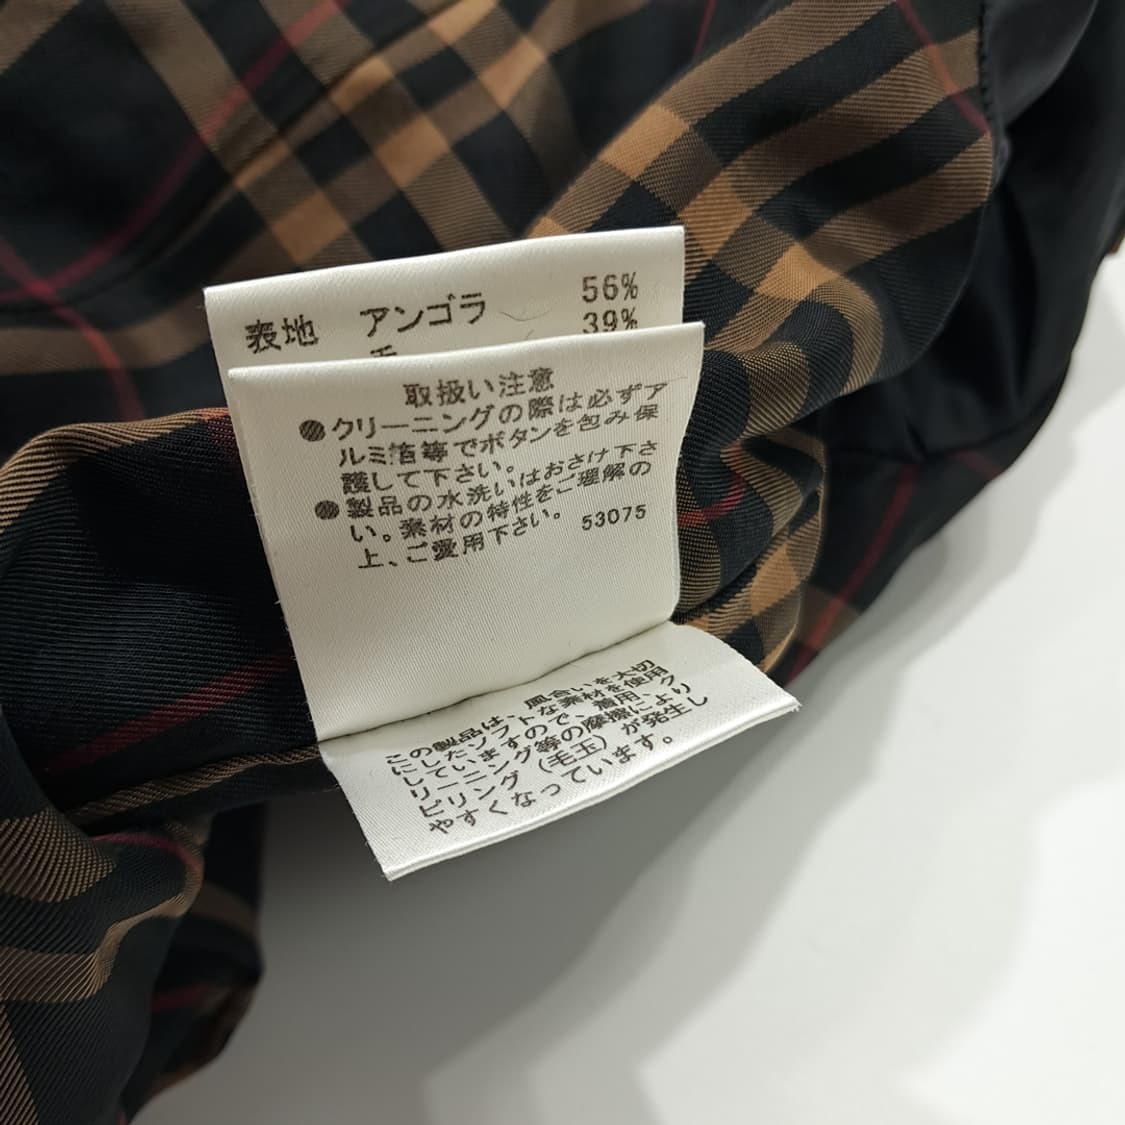 表地 アンゴラ 56%
39%
取扱い注意
●クリーニングの際は必ずア
ルミ箔等でボタンを包み保
護して下さい。
●製品の水洗いはおさけ下さ
い。素材の特性をご理解の
上、ご愛用下さい。 53075
この製品は、風合いを大切
にしたソフトな素材を使用
していますので、着用、ク
リーニング等の摩擦により
ピリング（毛玉）が発生し
やすくなっています。